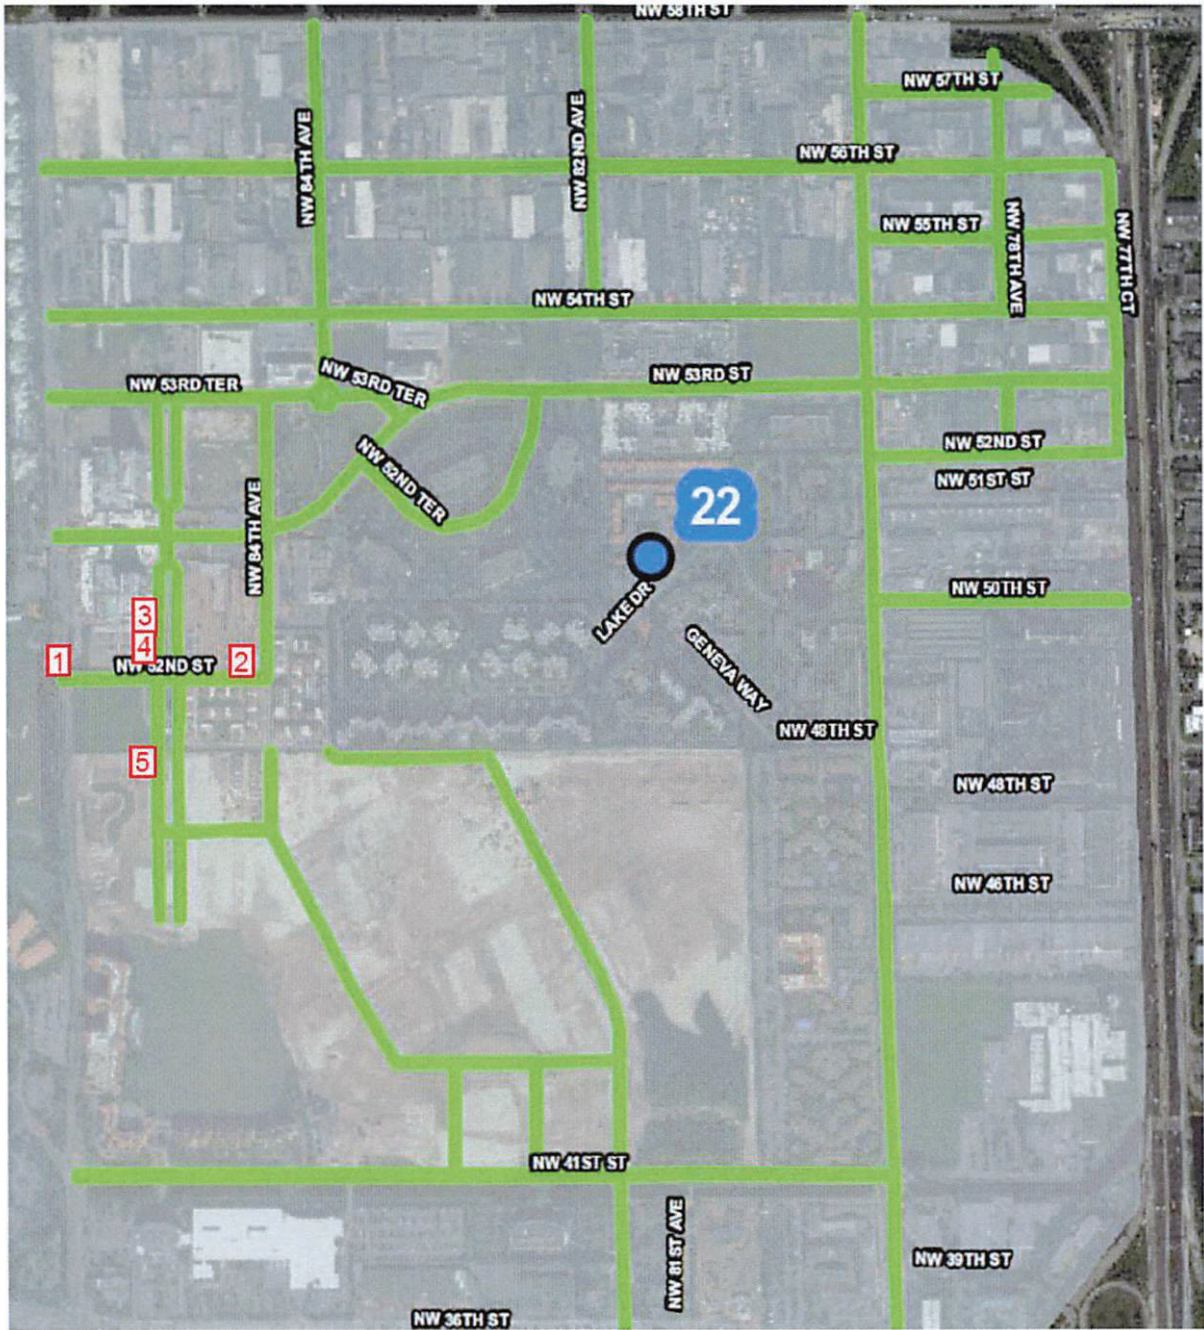 NW 58TH ST
NW 57TH ST
NW 84TH AVE
NW 82ND AVE
NW 56TH ST
NW 55TH ST
NW 78TH AVE
NW 77TH CT
NW 54TH ST
NW 53RD TER
NW 53RD TER
NW 53RD ST
NW 52ND ST
NW 52ND TER
NW 51ST ST
NW 84TH AVE
22
NW 50TH ST
LAKE DR
3
4
1
NW 52ND ST
2
GENEVA WAY
NW 48TH ST
5
NW 48TH ST
NW 46TH ST
NW 41ST ST
NW 81ST AVE
NW 39TH ST
NW 36TH ST